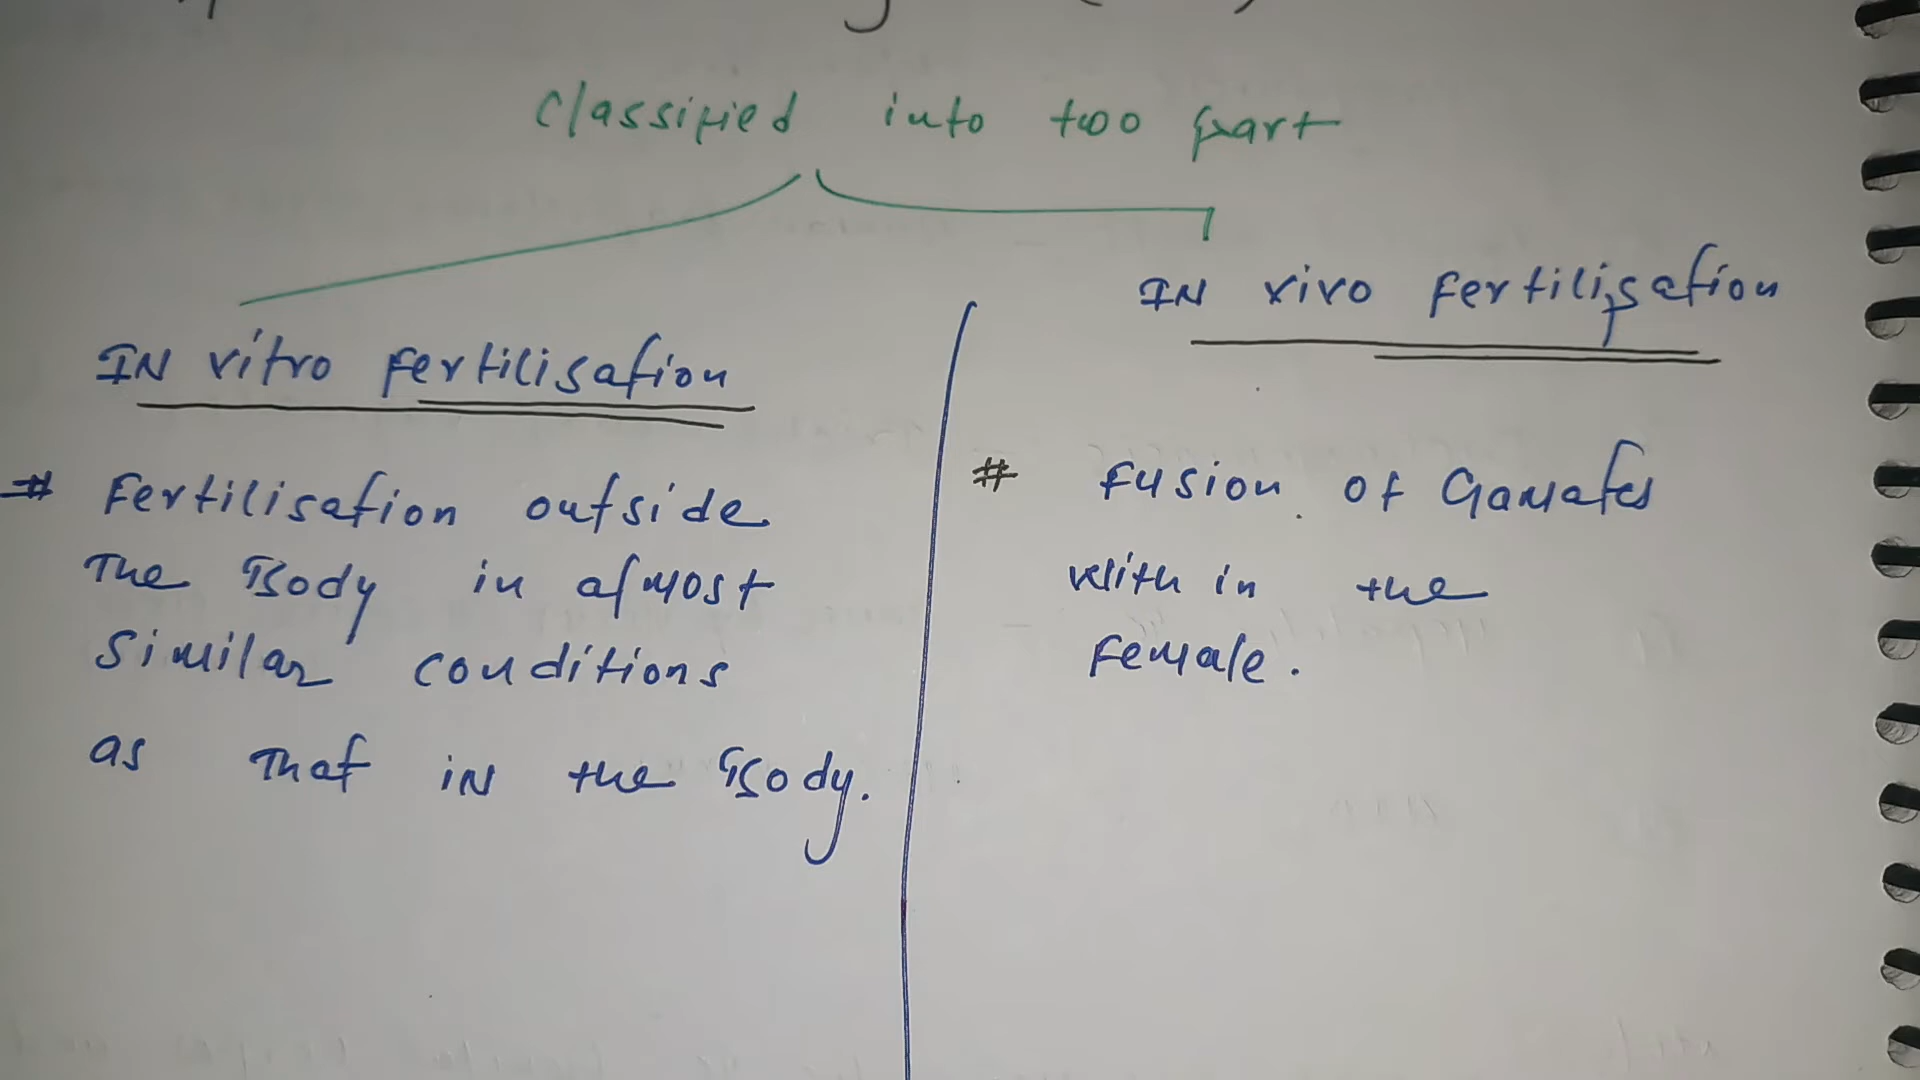 Classified into two part
IN vitro Fertilisation
# Fertilisation outside
The Body in almost
Similar conditions
as That in the Body.
IN vivo Fertilisation
# Fusion of Gamates
with in the
Female.